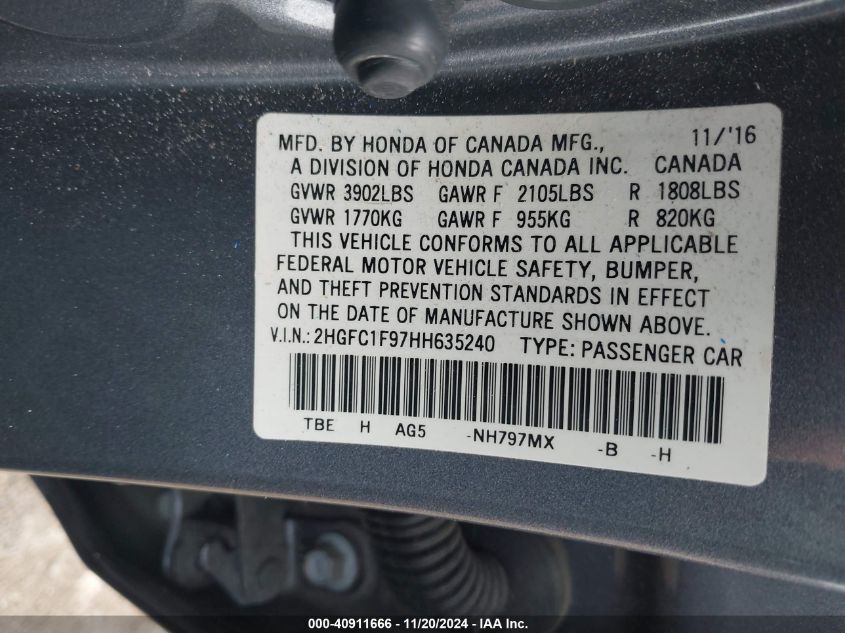 MFD. BY HONDA OF CANADA MFG., 11/'16
A DIVISION OF HONDA CANADA INC. CANADA
GVWR 3902LBS GAWR F 2105LBS R 1808LBS
GVWR 1770KG GAWR F 955KG R 820KG
THIS VEHICLE CONFORMS TO ALL APPLICABLE
FEDERAL MOTOR VEHICLE SAFETY, BUMPER,
AND THEFT PREVENTION STANDARDS IN EFFECT
ON THE DATE OF MANUFACTURE SHOWN ABOVE.
V.I.N.: 2HGFC1F97HH635240 TYPE: PASSENGER CAR
TBE H AG5 -NH797MX -B -H
000-40911666 - 11/20/2024 - IAA Inc.